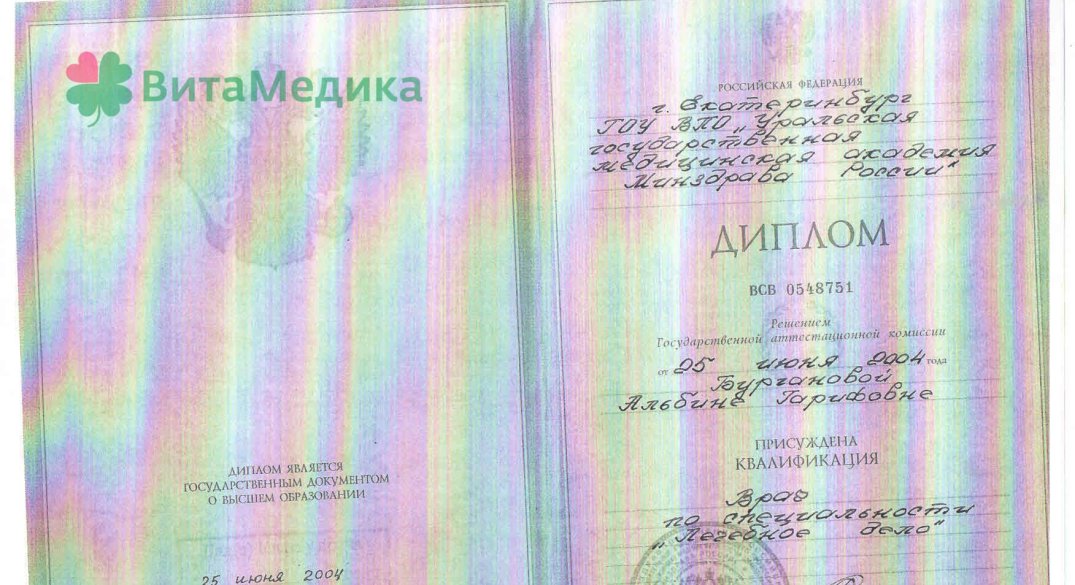 ВитаМедика
ДИПЛОМ ЯВЛЯЕТСЯ
ГОСУДАРСТВЕННЫМ ДОКУМЕНТОМ
О ВЫСШЕМ ОБРАЗОВАНИИ
25 июня 2004
РОССИЙСКАЯ ФЕДЕРАЦИЯ
г. Екатеринбург
ГОУ ВПО „Уральская
государственная
медицинская академия
Минздрава России"
ДИПЛОМ
ВСВ 0548751
Решением
Государственной аттестационной комиссии
от 25 июня 2004 года
Бургановой
Альбине Гарифовне
ПРИСУЖДЕНА
КВАЛИФИКАЦИЯ
Врач
по специальности
„Лечебное дело"